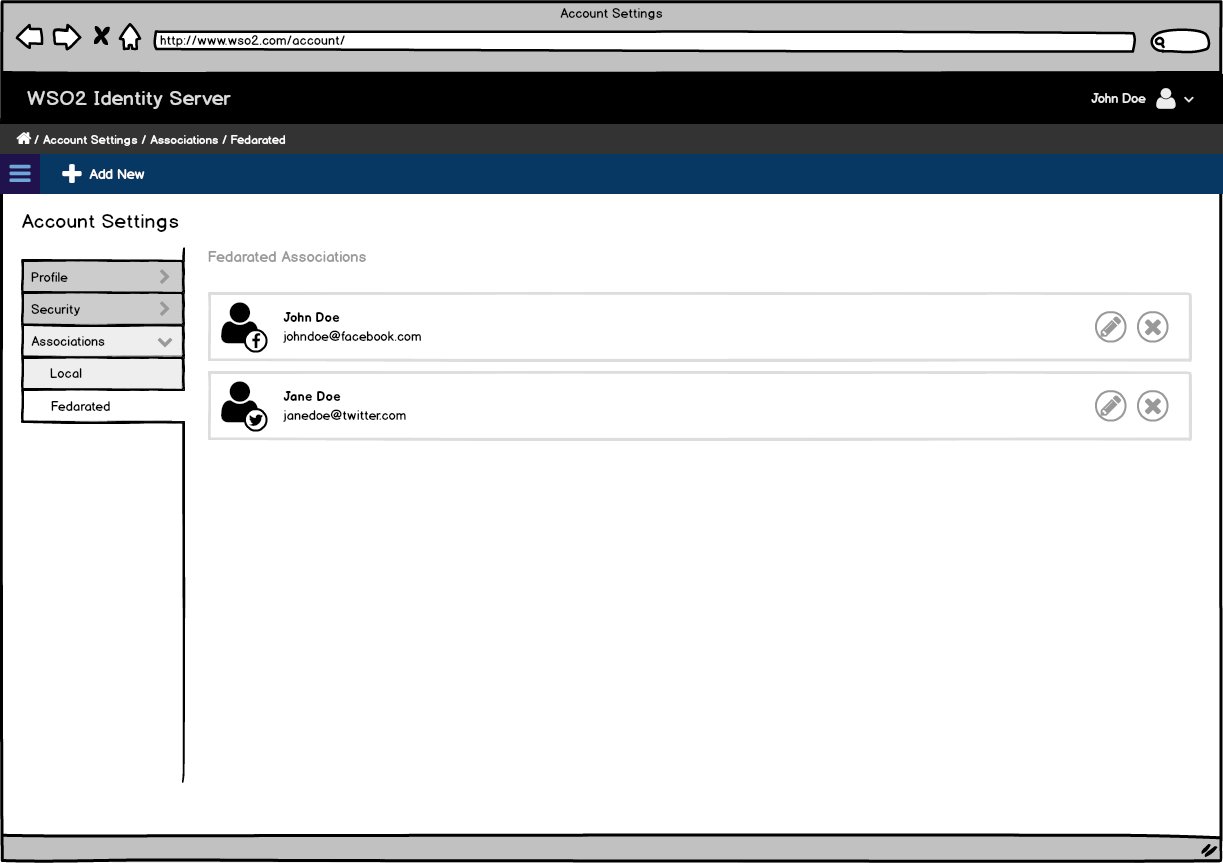 Account Settings
http://www.wso2.com/account/
WSO2 Identity Server
John Doe
/ Account Settings / Associations / Fedarated
Add New
Account Settings
Fedarated Associations
Profile
Security
Associations
Local
Fedarated
John Doe
johndoe@facebook.com
Jane Doe
janedoe@twitter.com